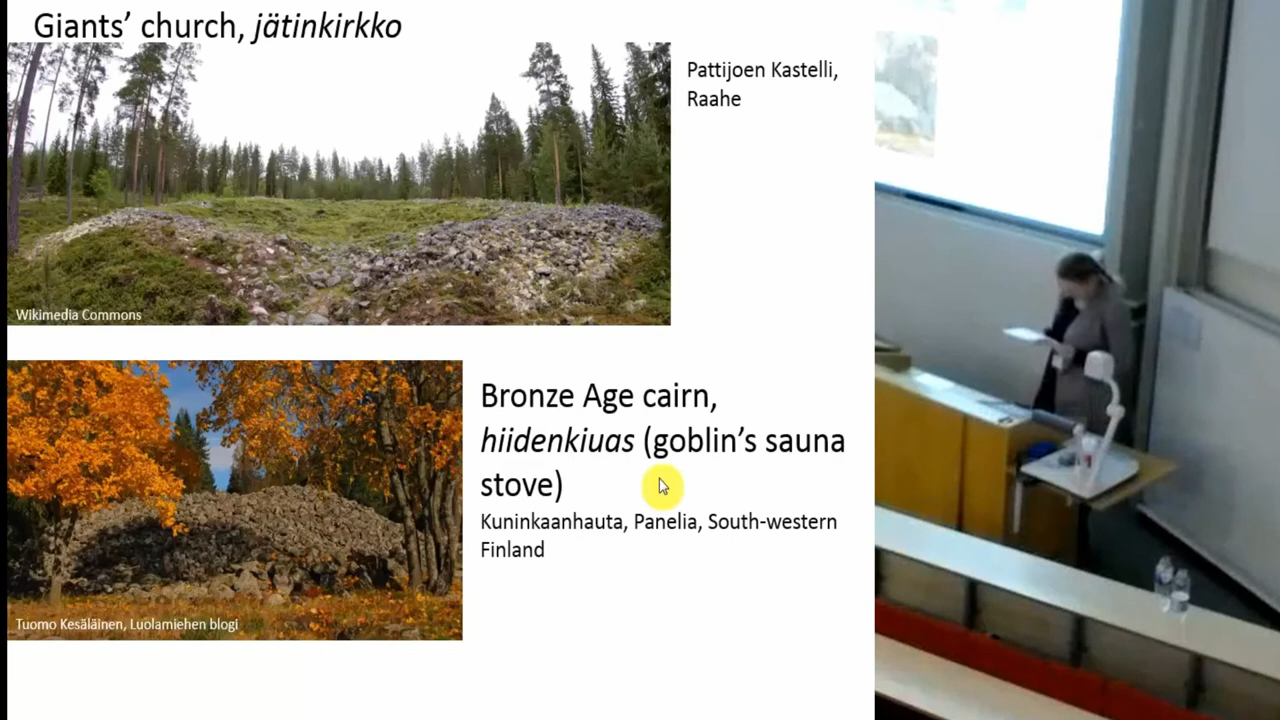 Giants’ church, jätinkirkko
Pattijoen Kastelli,
Raahe
Wikimedia Commons
Bronze Age cairn,
hiidenkiuas (goblin’s sauna
stove)
Kuninkaanhauta, Panelia, South-western
Finland
Tuomo Kesäläinen, Luolamiehen blogi